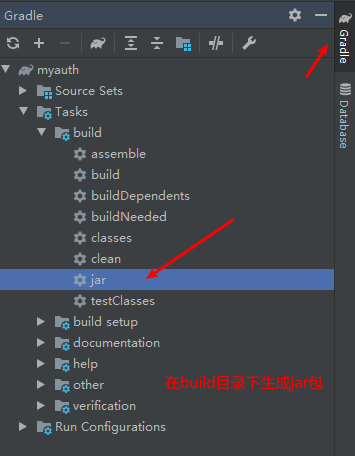 Gradle
myauth
Source Sets
Tasks
build
assemble
build
buildDependents
buildNeeded
classes
clean
jar
testClasses
build setup
documentation
help
other
verification
Run Configurations
在build目录下生成jar包
Gradle
Database